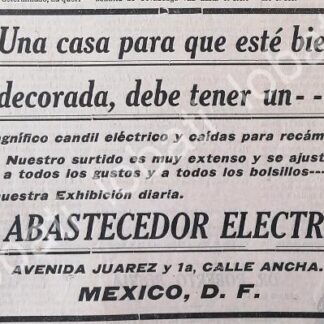 Una casa para que esté bie
decorada, debe tener un--
agnífico candil eléctrico y caídas para recám
Nuestro surtido es muy extenso y se ajust
a todos los gustos y a todos los bolsillos---
uestra Exhibición diaria.
ABASTECEDOR ELECTR
AVENIDA JUAREZ y 1a, CALLE ANCHA.
MEXICO, D. F.